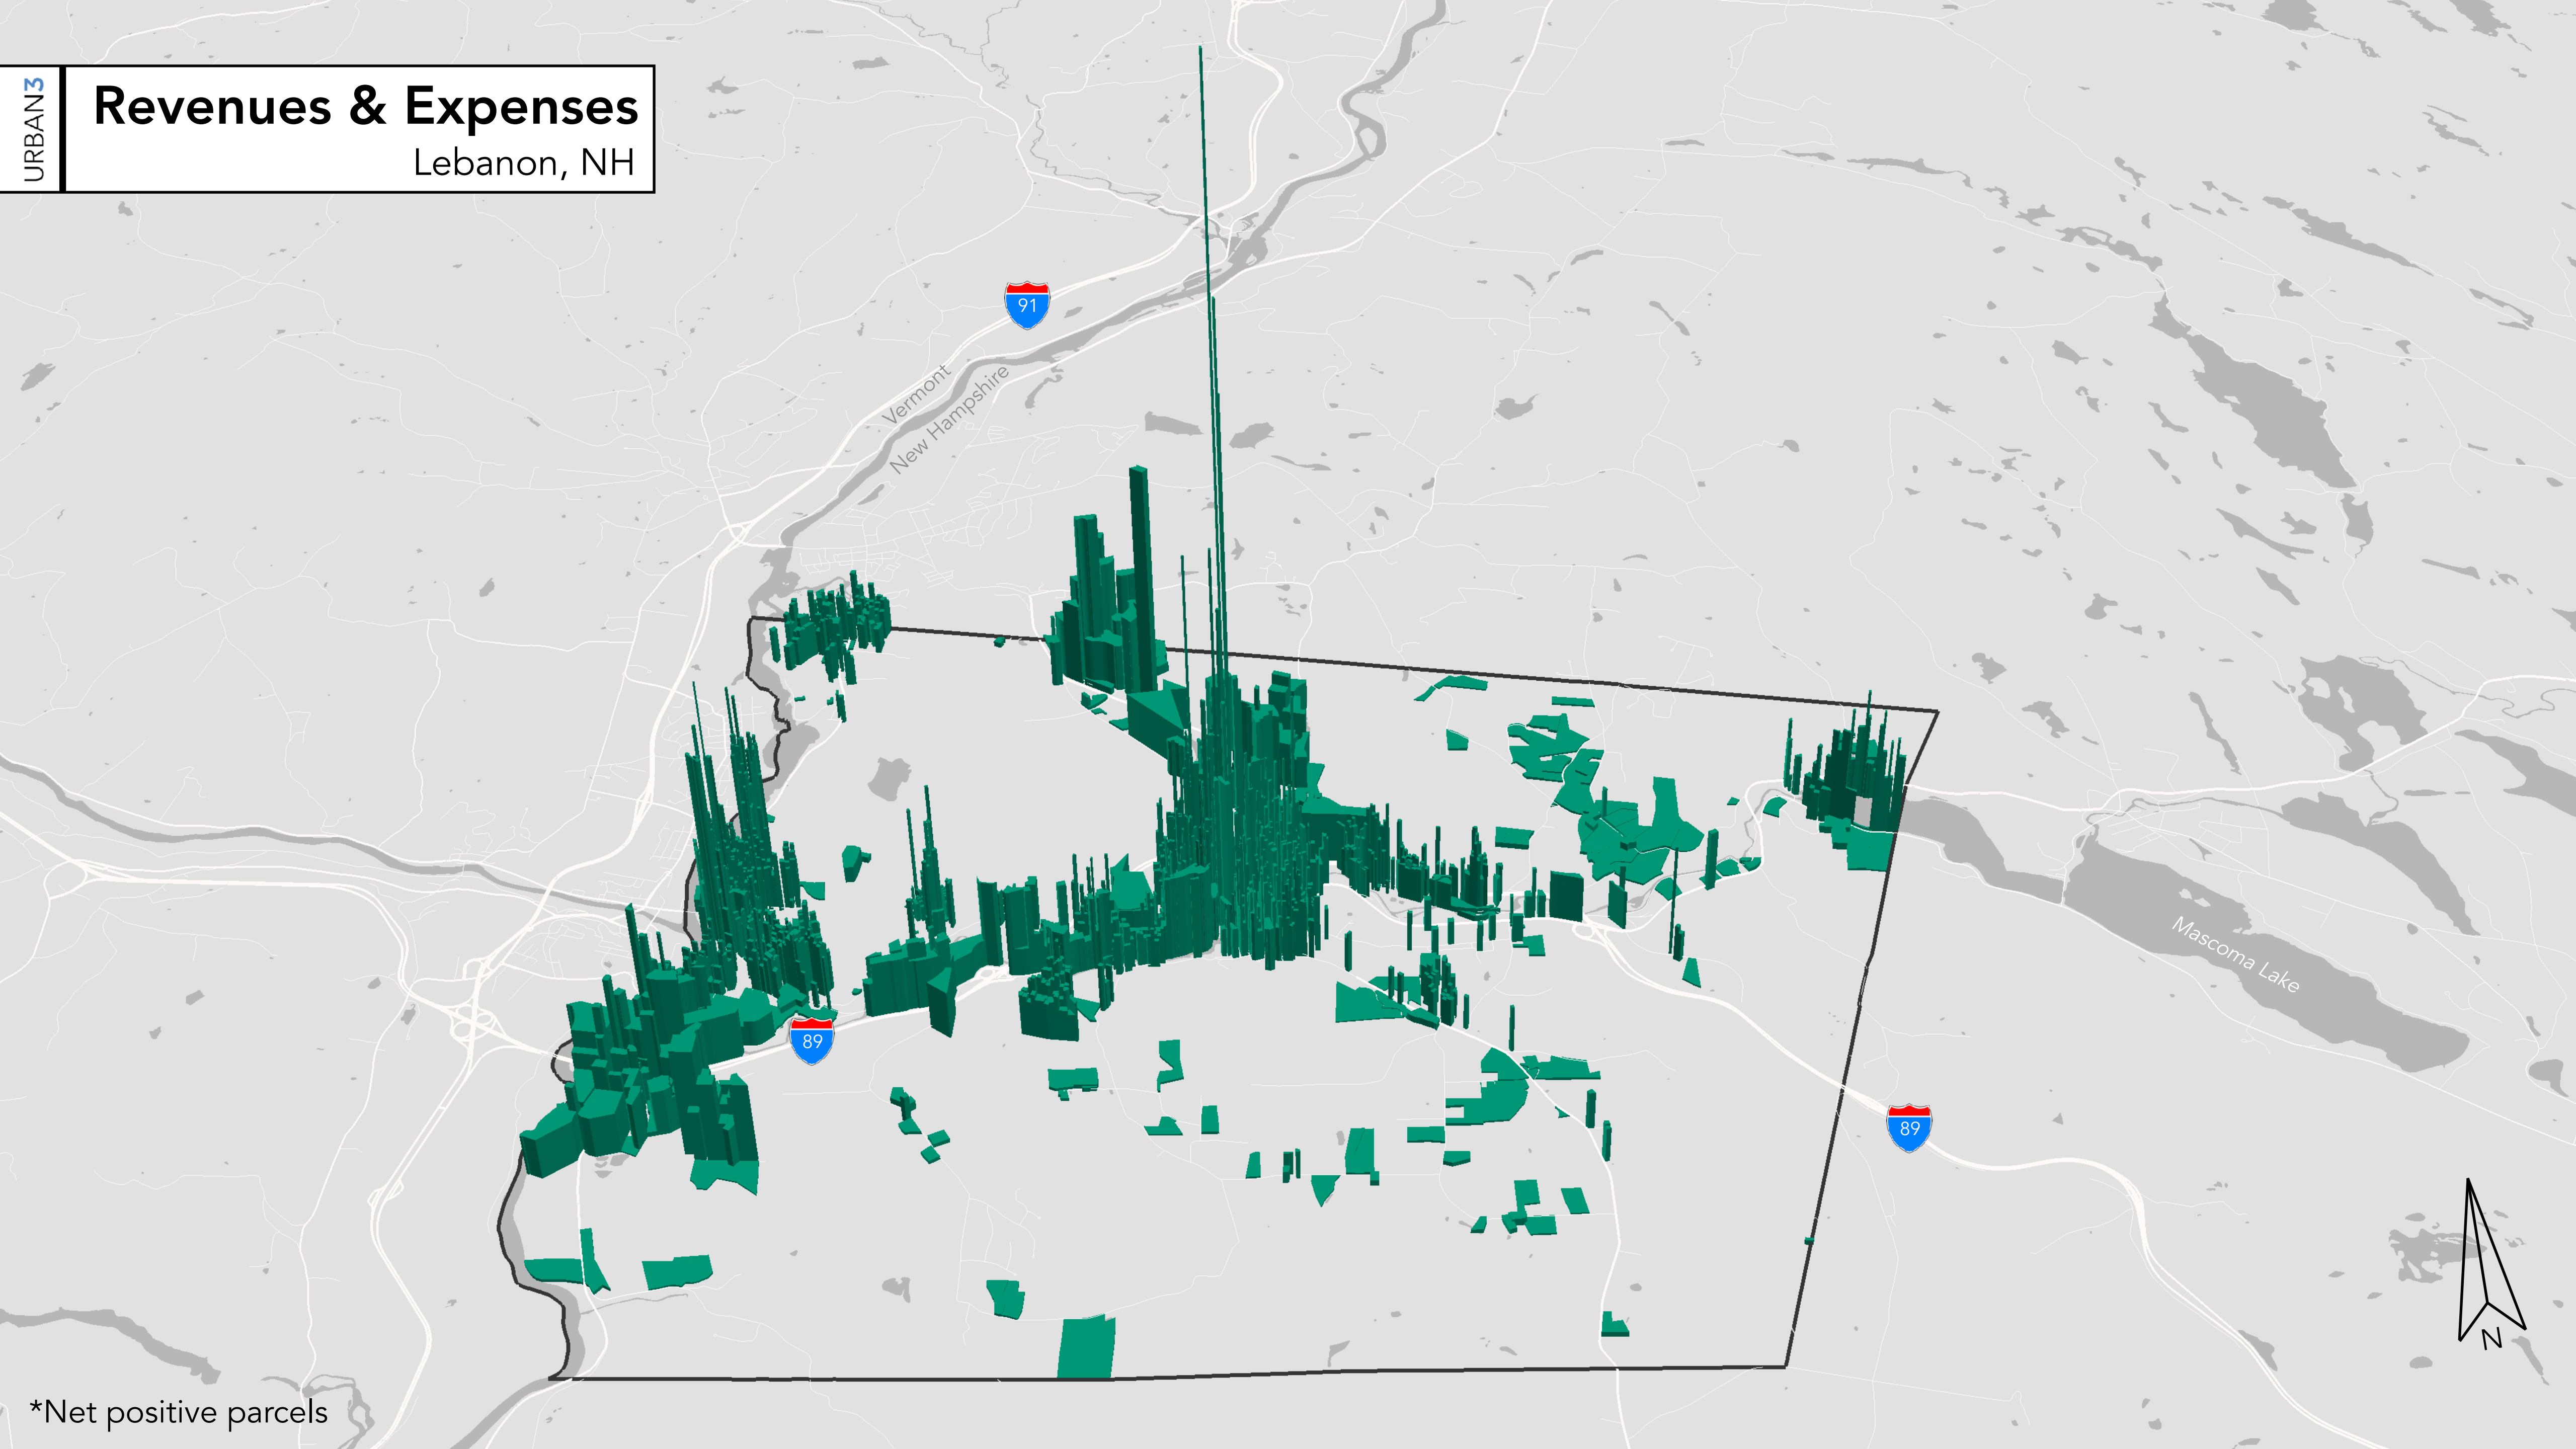 URBAN3
Revenues & Expenses
Lebanon, NH
91
Vermont
New Hampshire
Mascoma Lake
89
89
N
*Net positive parcels